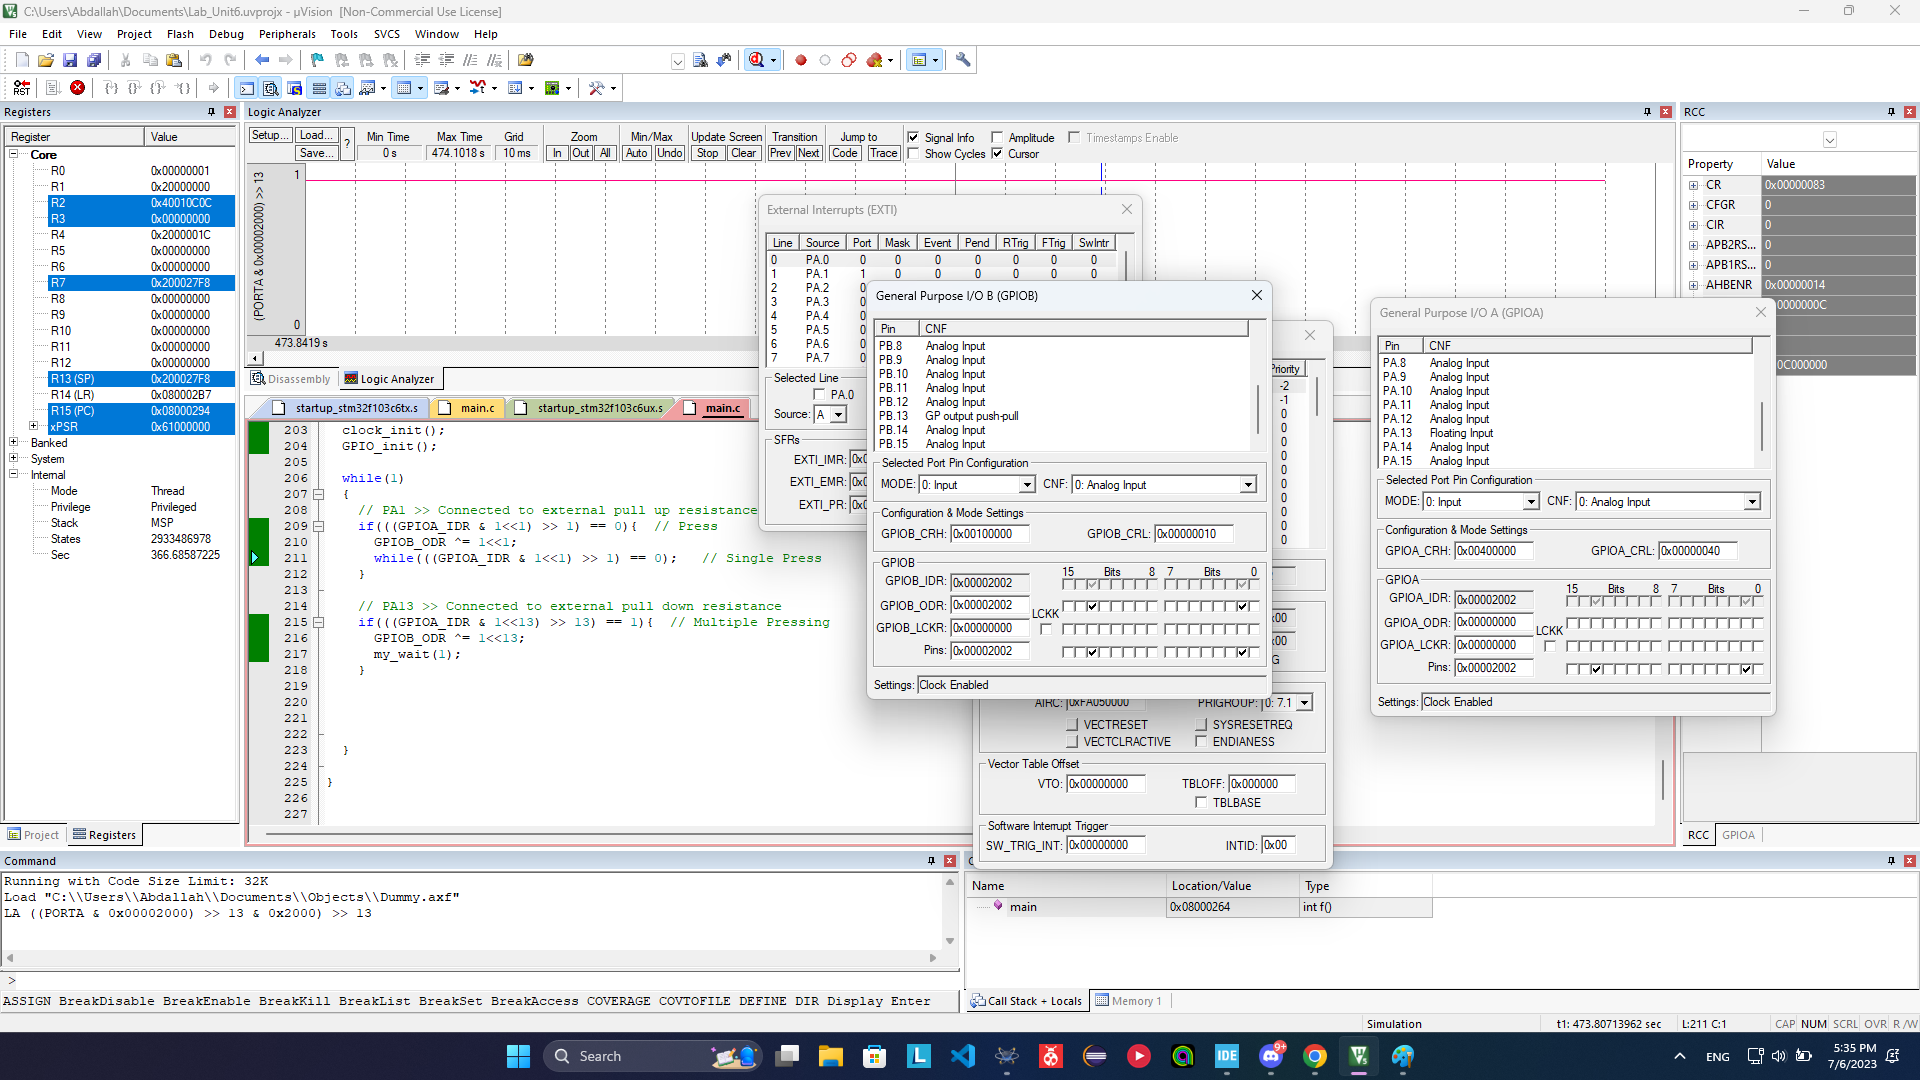 C:\Users\Abdallah\Documents\Lab_Unit6.uvprojx - µVision  [Non-Commercial Use License]
File Edit View Project Flash Debug Peripherals Tools SVCS Window Help
Registers
Register Value
Core
R0 0x00000001
R1 0x20000000
R2 0x40010C0C
R3 0x00000000
R4 0x2000001C
R5 0x00000000
R6 0x00000000
R7 0x200027F8
R8 0x00000000
R9 0x00000000
R10 0x00000000
R11 0x00000000
R12 0x00000000
R13 (SP) 0x200027F8
R14 (LR) 0x080002B7
R15 (PC) 0x08000294
xPSR 0x61000000
Banked
System
Internal
Mode Thread
Privilege Privileged
Stack MSP
States 2933486978
Sec 366.68587225
Project Registers
Logic Analyzer
Setup... Load... Save... ?
Min Time 0 s
Max Time 474.1018 s
Grid 10 ms
Zoom In Out All
Min/Max Auto Undo
Update Screen Stop Clear
Transition Prev Next
Jump to Code Trace
Signal Info Amplitude Timestamps Enable
Show Cycles Cursor
(PORTA & 0x00002000) >> 13
1
0
473.8419 s
Disassembly Logic Analyzer
startup_stm32f103c6tx.s main.c startup_stm32f103c6ux.s main.c
203 clock_init();
204 GPIO_init();
205
206 while(1)
207 {
208 // PA1 >> Connected to external pull up resistance
209 if(((GPIOA_IDR & 1<<1) >> 1) == 0){  // Press
210 GPIOB_ODR ^= 1<<1;
211 while(((GPIOA_IDR & 1<<1) >> 1) == 0);   // Single Press
212 }
213
214 // PA13 >> Connected to external pull down resistance
215 if(((GPIOA_IDR & 1<<13) >> 13) == 1){  // Multiple Pressing
216 GPIOB_ODR ^= 1<<13;
217 my_wait(1);
218 }
219
220
221
222
223 }
224
225 }
226
227
External Interrupts (EXTI)
Line Source Port Mask Event Pend RTrig FTrig SwIntr
0 PA.0 0 0 0 0 0 0 0
1 PA.1 1 0 0 0 0 0 0
2 PA.2 0
3 PA.3 0
4 PA.4 0
5 PA.5 0
6 PA.6 0
7 PA.7 0
Selected Line
PA.0
Source: A
SFRs
EXTI_IMR:
EXTI_EMR:
EXTI_PR:
General Purpose I/O B (GPIOB)
Pin CNF
PB.8 Analog Input
PB.9 Analog Input
PB.10 Analog Input
PB.11 Analog Input
PB.12 Analog Input
PB.13 GP output push-pull
PB.14 Analog Input
PB.15 Analog Input
Selected Port Pin Configuration
MODE: 0: Input CNF: 0: Analog Input
Configuration & Mode Settings
GPIOB_CRH: 0x00100000 GPIOB_CRL: 0x00000010
GPIOB
15 Bits 8 7 Bits 0
GPIOB_IDR: 0x00002002
GPIOB_ODR: 0x00002002
LCKK
GPIOB_LCKR: 0x00000000
Pins: 0x00002002
Settings: Clock Enabled
Priority
-2
-1
0
0
0
0
0
0
0
0
0
0
AIRC: 0xFA050000 PRIGROUP: 0: 7.1
VECTRESET SYSRESETREQ
VECTCLRACTIVE ENDIANESS
Vector Table Offset
VTO: 0x00000000 TBLOFF: 0x000000
TBLBASE
Software Interrupt Trigger
SW_TRIG_INT: 0x00000000 INTID: 0x00
General Purpose I/O A (GPIOA)
Pin CNF
PA.8 Analog Input
PA.9 Analog Input
PA.10 Analog Input
PA.11 Analog Input
PA.12 Analog Input
PA.13 Floating Input
PA.14 Analog Input
PA.15 Analog Input
Selected Port Pin Configuration
MODE: 0: Input CNF: 0: Analog Input
Configuration & Mode Settings
GPIOA_CRH: 0x00400000 GPIOA_CRL: 0x00000040
GPIOA
15 Bits 8 7 Bits 0
GPIOA_IDR: 0x00002002
GPIOA_ODR: 0x00000000
LCKK
GPIOA_LCKR: 0x00000000
Pins: 0x00002002
Settings: Clock Enabled
RCC
Property Value
CR 0x00000083
CFGR 0
CIR 0
APB2RS... 0
APB1RS... 0
AHBENR 0x00000014
RCC GPIOA
Command
Running with Code Size Limit: 32K
Load "C:\\Users\\Abdallah\\Documents\\Objects\\Dummy.axf"
LA ((PORTA & 0x00002000) >> 13 & 0x2000) >> 13
>
ASSIGN BreakDisable BreakEnable BreakKill BreakList BreakSet BreakAccess COVERAGE COVTOFILE DEFINE DIR Display Enter
Name Location/Value Type
main 0x08000264 int f()
Call Stack + Locals Memory 1
Simulation t1: 473.80713962 sec L:211 C:1 CAP NUM SCRL OVR R/W
Search
9+
IDE
ENG
5:35 PM
7/6/2023